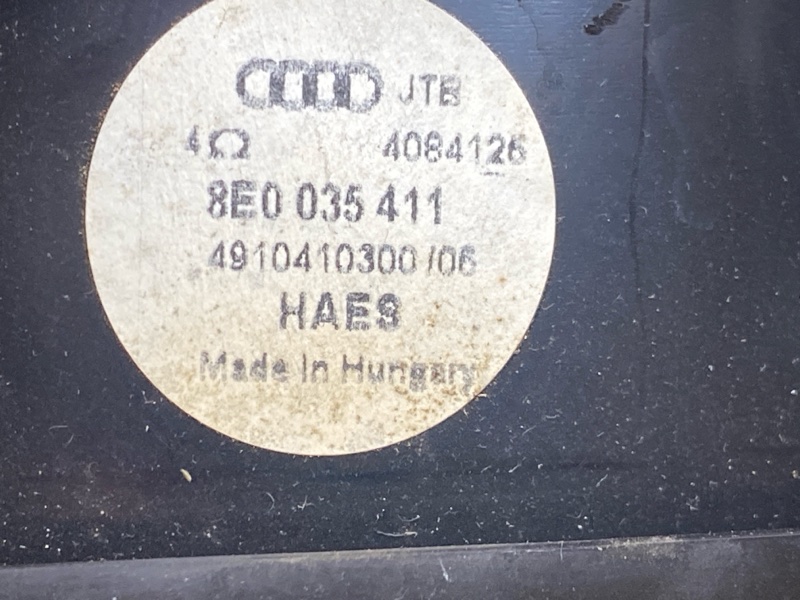 JTB
4Ω 4084126
8E0 035 411
4910410300/06
HAES
Made In Hungary